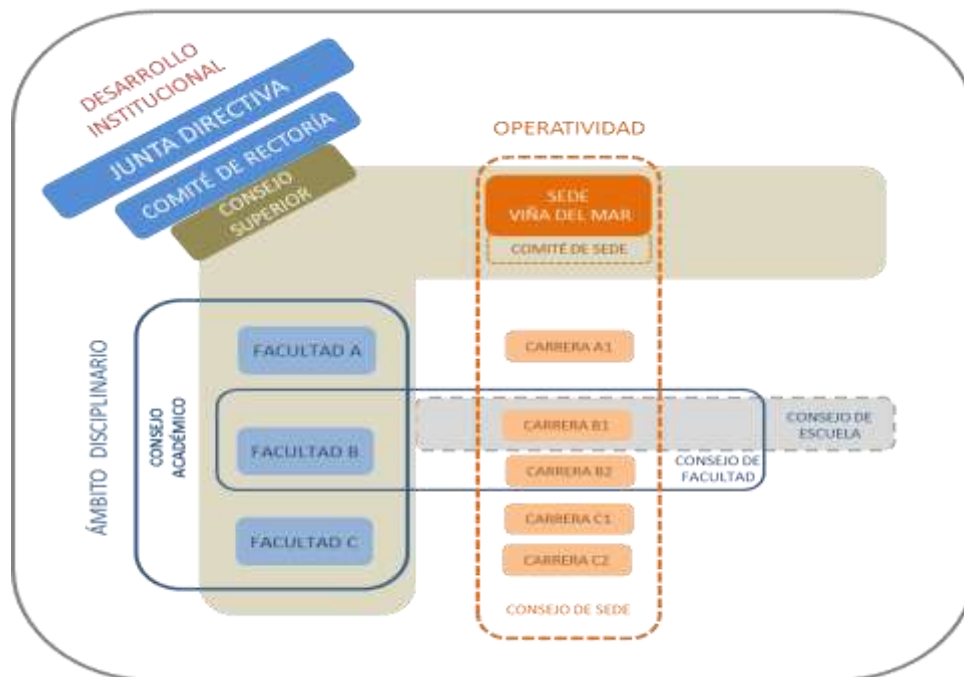 DESARROLLO
INSTITUCIONAL
JUNTA DIRECTIVA
COMITÉ DE RECTORÍA
CONSEJO
SUPERIOR
OPERATIVIDAD
SEDE
VIÑA DEL MAR
COMITÉ DE SEDE
ÁMBITO DISCIPLINARIO
CONSEJO
ACADÉMICO
FACULTAD A
CARRERA A1
FACULTAD B
CARRERA B1
CONSEJO DE
ESCUELA
CARRERA B2
CONSEJO DE
FACULTAD
FACULTAD C
CARRERA C1
CARRERA C2
CONSEJO DE SEDE